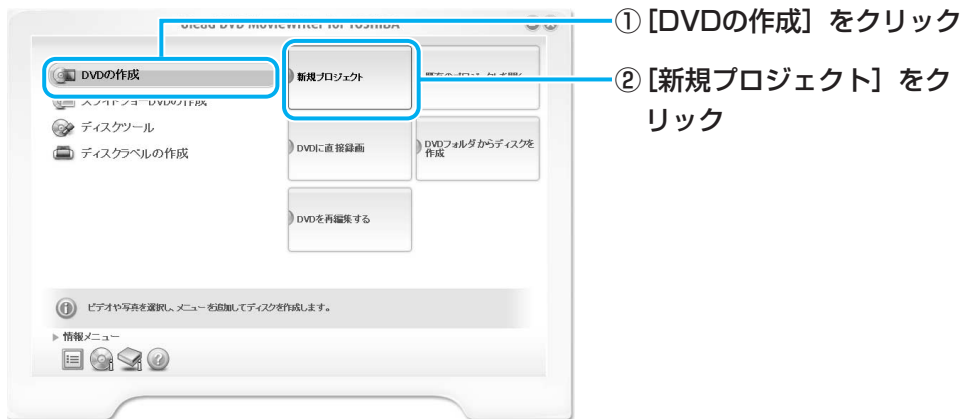 Ulead DVD MovieWriter for TOSHIBA
① [DVDの作成] をクリック
② [新規プロジェクト] をク
リック
DVDの作成
スライドショーDVDの作成
ディスクツール
ディスクラベルの作成
新規プロジェクト
既存のプロジェクトを開く
DVDに直接録画
DVDフォルダからディスクを
作成
DVDを再編集する
ビデオや写真を選択し、メニューを追加してディスクを作成します。
情報メニュー